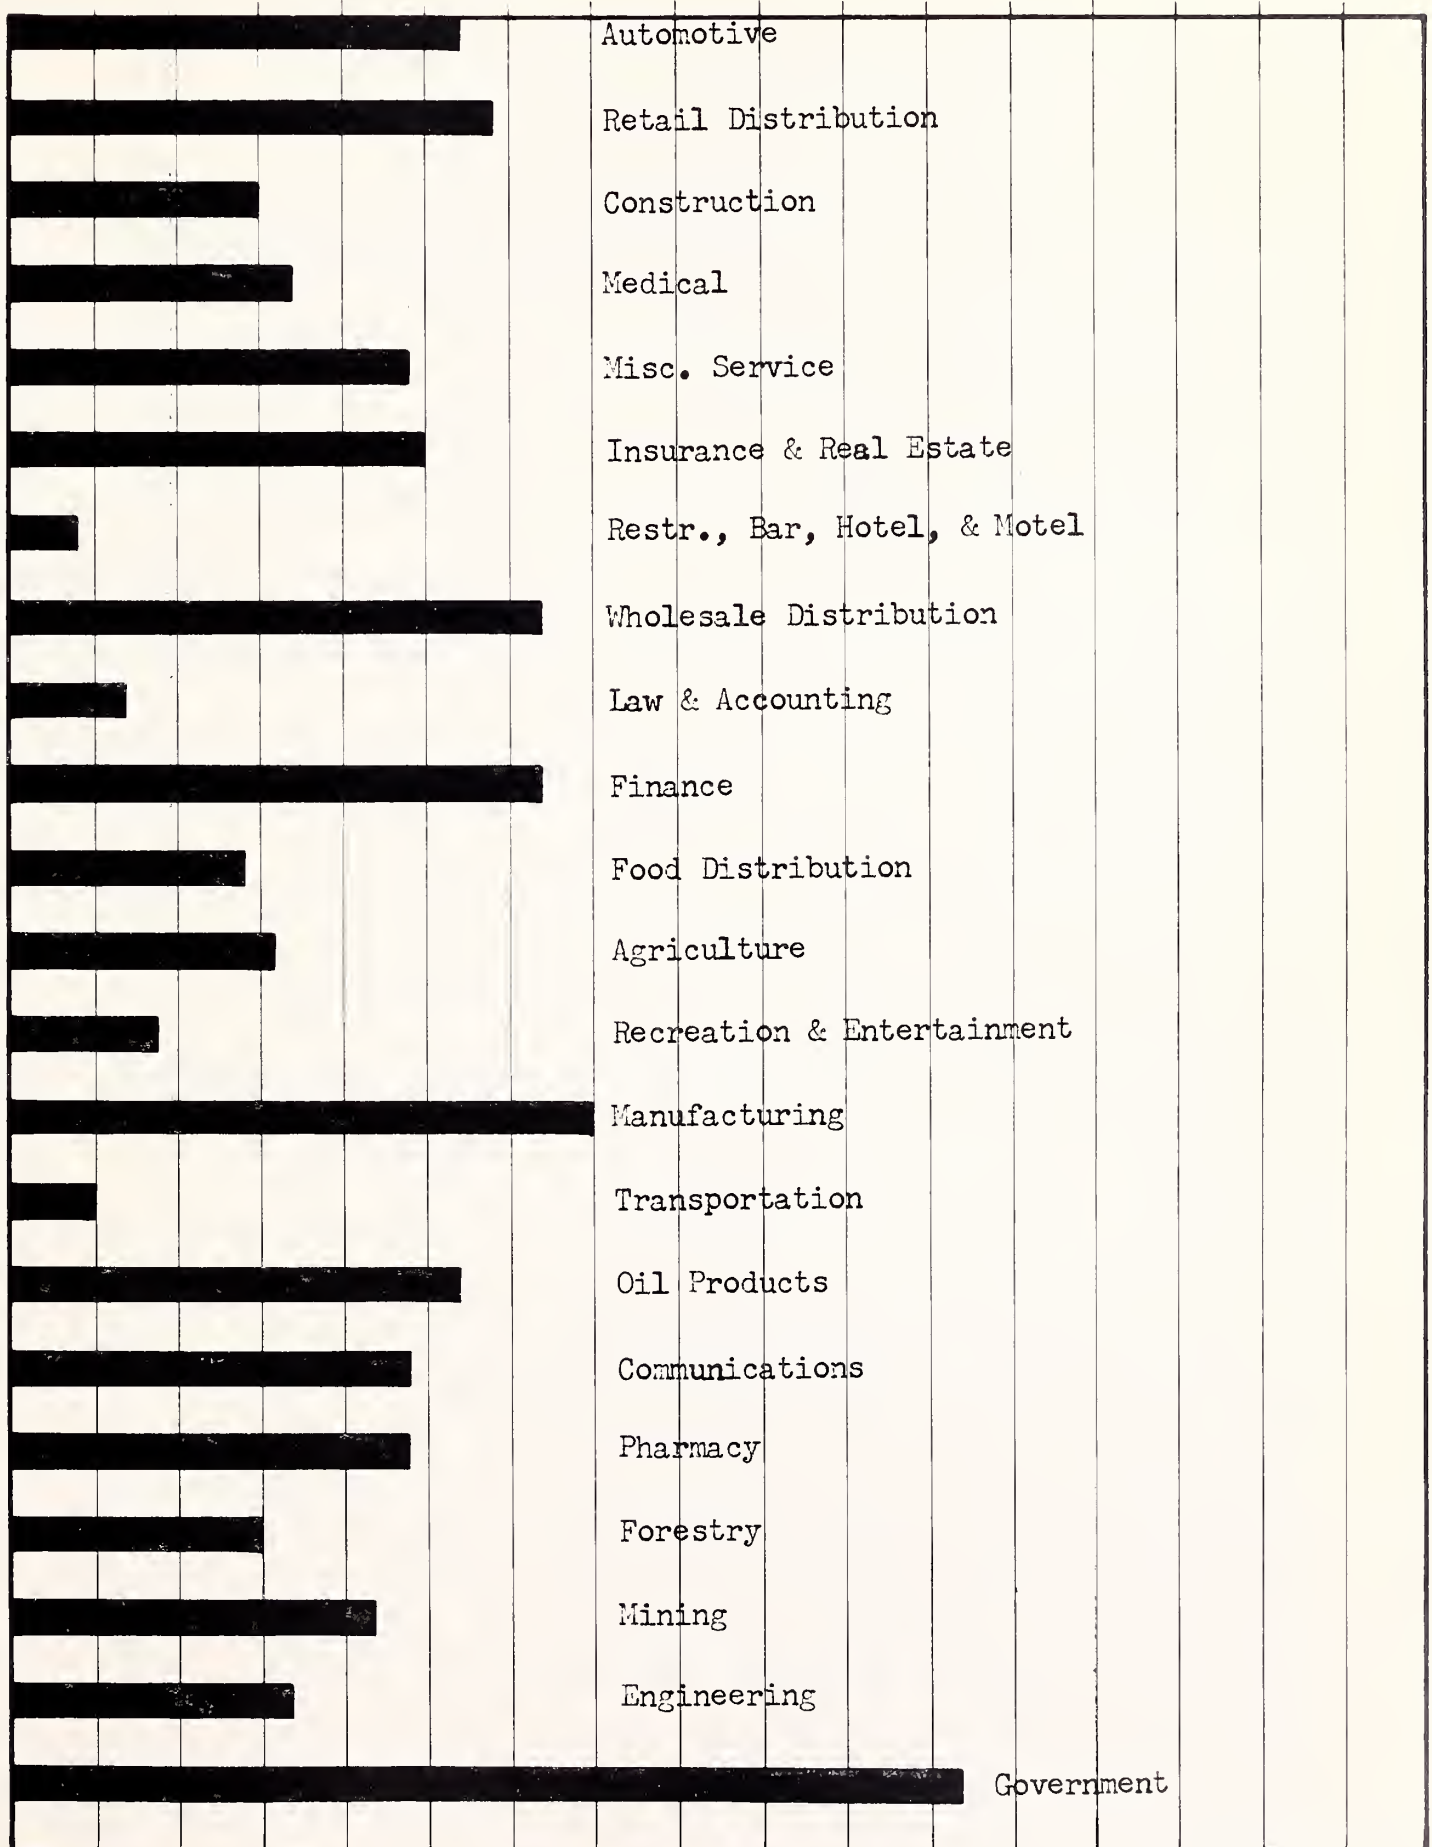 Automotive
Retail Distribution
Construction
Medical
Misc. Service
Insurance & Real Estate
Restr., Bar, Hotel, & Motel
Wholesale Distribution
Law & Accounting
Finance
Food Distribution
Agriculture
Recreation & Entertainment
Manufacturing
Transportation
Oil Products
Communications
Pharmacy
Forestry
Mining
Engineering
Government